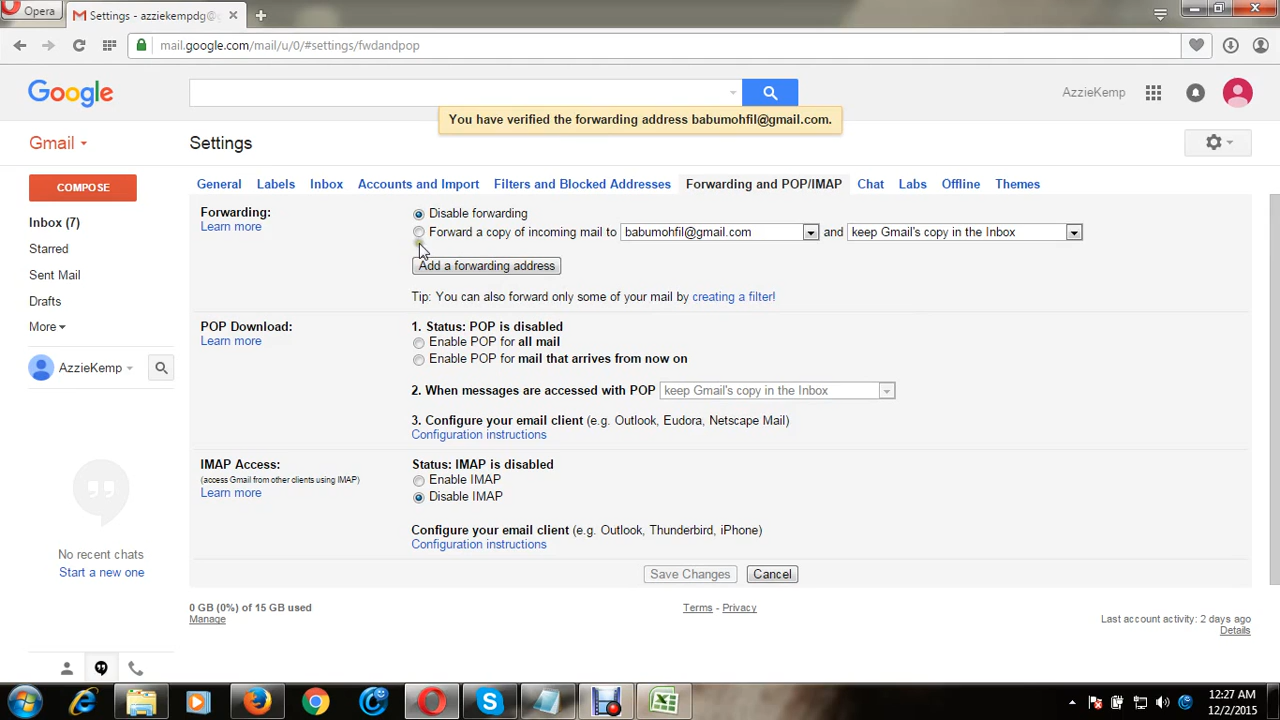 Opera
Settings - azziekempdg@g
mail.google.com/mail/u/0/#settings/fwdandpop
Google
AzzieKemp
You have verified the forwarding address babumohfil@gmail.com.
Gmail
Settings
COMPOSE
Inbox (7)
Starred
Sent Mail
Drafts
More
AzzieKemp
No recent chats
Start a new one
General Labels Inbox Accounts and Import Filters and Blocked Addresses Forwarding and POP/IMAP Chat Labs Offline Themes
Forwarding:
Learn more
Disable forwarding
Forward a copy of incoming mail to babumohfil@gmail.com and keep Gmail's copy in the Inbox
Add a forwarding address
Tip: You can also forward only some of your mail by creating a filter!
POP Download:
Learn more
1. Status: POP is disabled
Enable POP for all mail
Enable POP for mail that arrives from now on
2. When messages are accessed with POP keep Gmail's copy in the Inbox
3. Configure your email client (e.g. Outlook, Eudora, Netscape Mail)
Configuration instructions
IMAP Access:
(access Gmail from other clients using IMAP)
Learn more
Status: IMAP is disabled
Enable IMAP
Disable IMAP
Configure your email client (e.g. Outlook, Thunderbird, iPhone)
Configuration instructions
Save Changes Cancel
0 GB (0%) of 15 GB used
Manage
Terms - Privacy
Last account activity: 2 days ago
Details
12:27 AM
12/2/2015